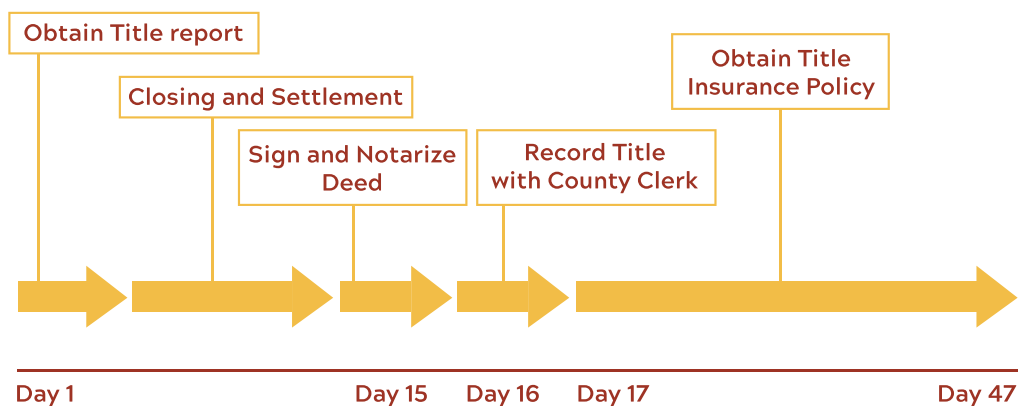 Obtain Title report
Closing and Settlement
Sign and Notarize
Deed
Record Title
with County Clerk
Obtain Title
Insurance Policy
Day 1
Day 15
Day 16
Day 17
Day 47